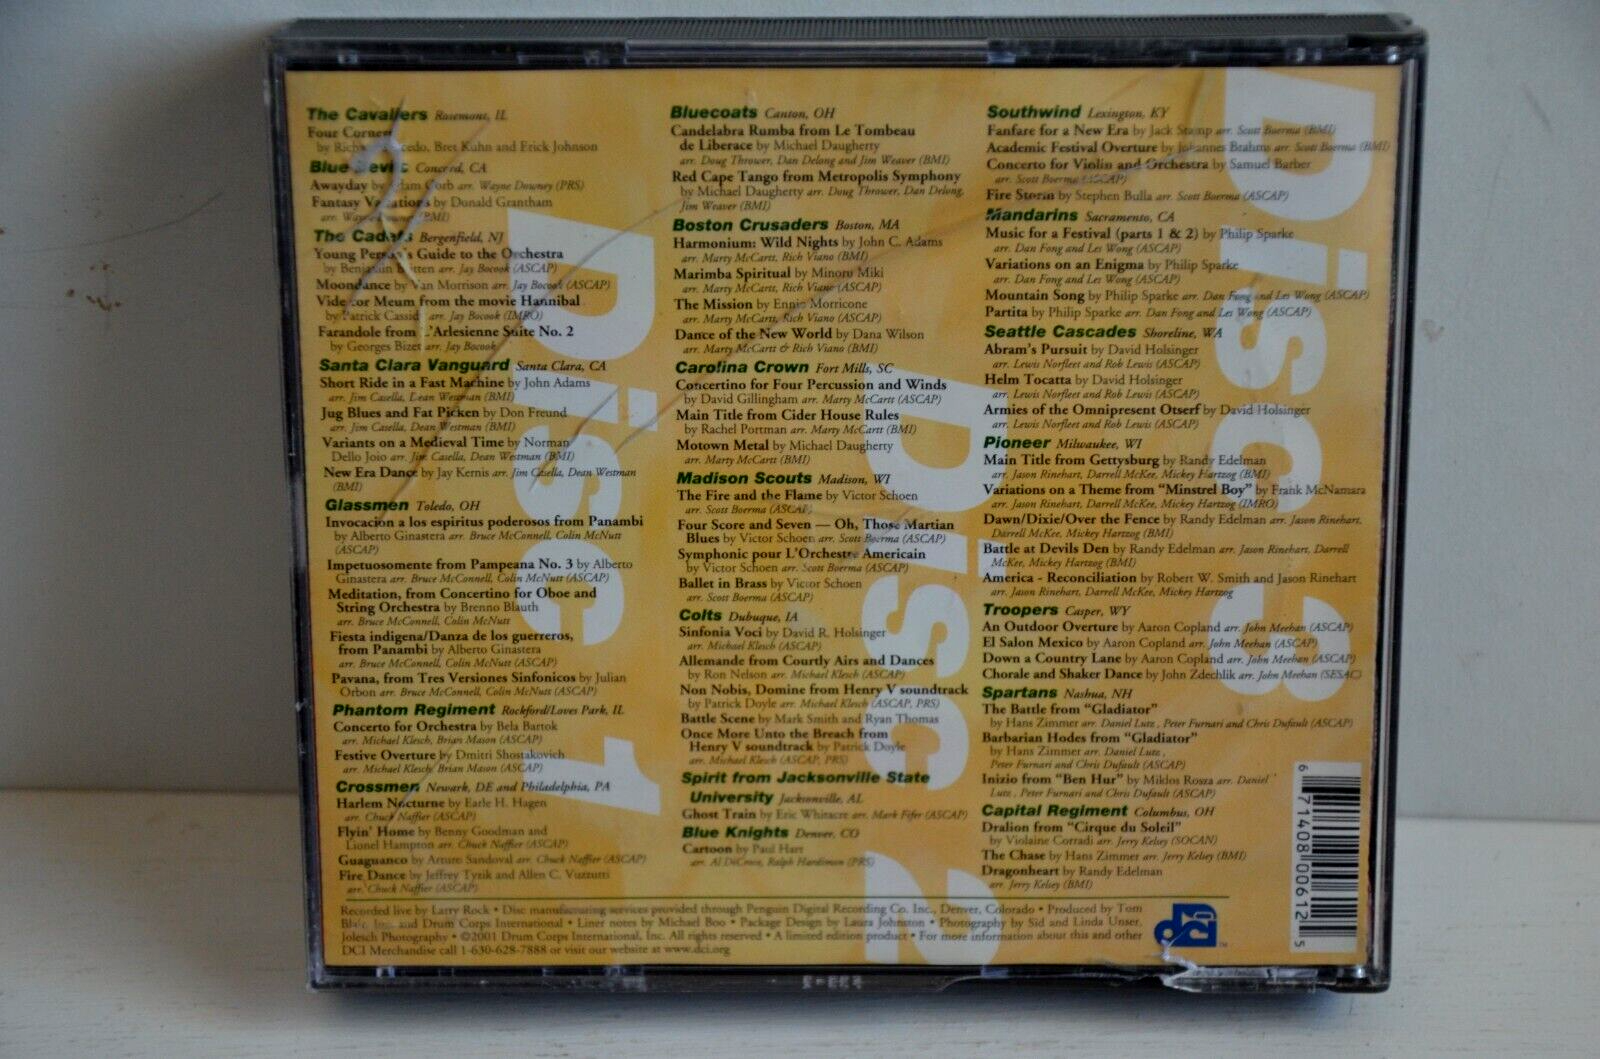 The Cavaliers Rosemont, IL
Four Corners
by Richard Saucedo, Bret Kuhn and Erick Johnson
Blue Devils Concord, CA
Awayday by Adam Gorb arr. Wayne Downey (PRS)
Fantasy Variations by Donald Grantham
arr. Wayne Downey (BMI)
The Cadets Bergenfield, NJ
Young Person's Guide to the Orchestra
by Benjamin Britten arr. Jay Bocook (ASCAP)
Moondance by Van Morrison arr. Jay Bocook (ASCAP)
Vide Cor Meum from the movie Hannibal
by Patrick Cassidy arr. Jay Bocook (IMRO)
Farandole from L'Arlesienne Suite No. 2
by Georges Bizet arr. Jay Bocook
Santa Clara Vanguard Santa Clara, CA
Short Ride in a Fast Machine by John Adams
arr. Jim Casella, Dean Westman (BMI)
Jug Blues and Fat Picken by Don Freund
arr. Jim Casella, Dean Westman (BMI)
Variants on a Medieval Time by Norman
Dello Joio arr. Jim Casella, Dean Westman (BMI)
New Era Dance by Jay Kernis arr. Jim Casella, Dean Westman
(BMI)
Glassmen Toledo, OH
Invocación a los espiritus poderosos from Panambi
by Alberto Ginastera arr. Bruce McConnell, Colin McNutt
(ASCAP)
Impetuosomente from Pampeana No. 3 by Alberto
Ginastera arr. Bruce McConnell, Colin McNutt (ASCAP)
Meditation, from Concertino for Oboe and
String Orchestra by Brenno Blauth
arr. Bruce McConnell, Colin McNutt
Fiesta indigena/Danza de los guerreros,
from Panambi by Alberto Ginastera
arr. Bruce McConnell, Colin McNutt (ASCAP)
Pavana, from Tres Versiones Sinfonicos by Julian
Orbon arr. Bruce McConnell, Colin McNutt (ASCAP)
Phantom Regiment Rockford/Loves Park, IL
Concerto for Orchestra by Bela Bartok
arr. Michael Klesch, Brian Mason (ASCAP)
Festive Overture by Dmitri Shostakovich
arr. Michael Klesch, Brian Mason (ASCAP)
Crossmen Newark, DE and Philadelphia, PA
Harlem Nocturne by Earle H. Hagen
arr. Chuck Naffier (ASCAP)
Flyin' Home by Benny Goodman and
Lionel Hampton arr. Chuck Naffier (ASCAP)
Guaguanco by Arturo Sandoval arr. Chuck Naffier (ASCAP)
Fire Dance by Jeffrey Tyzik and Allen C. Vuzzutti
arr. Chuck Naffier (ASCAP)
Disc 1
Bluecoats Canton, OH
Candelabra Rumba from Le Tombeau
de Liberace by Michael Daugherty
arr. Doug Thrower, Dan Delong and Jim Weaver (BMI)
Red Cape Tango from Metropolis Symphony
by Michael Daugherty arr. Doug Thrower, Dan Delong,
Jim Weaver (BMI)
Boston Crusaders Boston, MA
Harmonium: Wild Nights by John C. Adams
arr. Marty McCartt, Rich Viano (BMI)
Marimba Spiritual by Minoru Miki
arr. Marty McCartt, Rich Viano (ASCAP)
The Mission by Ennio Morricone
arr. Marty McCartt, Rich Viano (ASCAP)
Dance of the New World by Dana Wilson
arr. Marty McCartt & Rich Viano (BMI)
Carolina Crown Fort Mills, SC
Concertino for Four Percussion and Winds
by David Gillingham arr. Marty McCartt (ASCAP)
Main Title from Cider House Rules
by Rachel Portman arr. Marty McCartt (BMI)
Motown Metal by Michael Daugherty
arr. Marty McCartt (BMI)
Madison Scouts Madison, WI
The Fire and the Flame by Victor Schoen
arr. Scott Boerma (ASCAP)
Four Score and Seven — Oh, Those Martian
Blues by Victor Schoen arr. Scott Boerma (ASCAP)
Symphonic pour L'Orchestre Americain
by Victor Schoen arr. Scott Boerma (ASCAP)
Ballet in Brass by Victor Schoen
arr. Scott Boerma (ASCAP)
Colts Dubuque, IA
Sinfonia Voci by David R. Holsinger
arr. Michael Klesch (ASCAP)
Allemande from Courtly Airs and Dances
by Ron Nelson arr. Michael Klesch (ASCAP)
Non Nobis, Domine from Henry V soundtrack
by Patrick Doyle arr. Michael Klesch (ASCAP, PRS)
Battle Scene by Mark Smith and Ryan Thomas
Once More Unto the Breach from
Henry V soundtrack by Patrick Doyle
arr. Michael Klesch (ASCAP, PRS)
Spirit from Jacksonville State
University Jacksonville, AL
Ghost Train by Eric Whitacre arr. Mark Fifer (ASCAP)
Blue Knights Denver, CO
Cartoon by Paul Hart
arr. Al DiCroce, Ralph Hardimon (PRS)
Disc 2
Southwind Lexington, KY
Fanfare for a New Era by Jack Stamp arr. Scott Boerma (BMI)
Academic Festival Overture by Johannes Brahms arr. Scott Boerma (BMI)
Concerto for Violin and Orchestra by Samuel Barber
arr. Scott Boerma (ASCAP)
Fire Storm by Stephen Bulla arr. Scott Boerma (ASCAP)
Mandarins Sacramento, CA
Music for a Festival (parts 1 & 2) by Philip Sparke
arr. Dan Fong and Les Wong (ASCAP)
Variations on an Enigma by Philip Sparke
arr. Dan Fong and Les Wong (ASCAP)
Mountain Song by Philip Sparke arr. Dan Fong and Les Wong (ASCAP)
Partita by Philip Sparke arr. Dan Fong and Les Wong (ASCAP)
Seattle Cascades Shoreline, WA
Abram's Pursuit by David Holsinger
arr. Lewis Norfleet and Rob Lewis (ASCAP)
Helm Tocatta by David Holsinger
arr. Lewis Norfleet and Rob Lewis (ASCAP)
Armies of the Omnipresent Otserf by David Holsinger
arr. Lewis Norfleet and Rob Lewis (ASCAP)
Pioneer Milwaukee, WI
Main Title from Gettysburg by Randy Edelman
arr. Jason Rinehart, Darrell McKee, Mickey Hartzog (BMI)
Variations on a Theme from "Minstrel Boy" by Frank McNamara
arr. Jason Rinehart, Darrell McKee, Mickey Hartzog (IMRO)
Dawn/Dixie/Over the Fence by Randy Edelman arr. Jason Rinehart,
Darrell McKee, Mickey Hartzog (BMI)
Battle at Devils Den by Randy Edelman arr. Jason Rinehart, Darrell
McKee, Mickey Hartzog (BMI)
America - Reconciliation by Robert W. Smith and Jason Rinehart
arr. Jason Rinehart, Darrell McKee, Mickey Hartzog
Troopers Casper, WY
An Outdoor Overture by Aaron Copland arr. John Meehan (ASCAP)
El Salon Mexico by Aaron Copland arr. John Meehan (ASCAP)
Down a Country Lane by Aaron Copland arr. John Meehan (ASCAP)
Chorale and Shaker Dance by John Zdechlik arr. John Meehan (SESAC)
Spartans Nashua, NH
The Battle from "Gladiator"
by Hans Zimmer arr. Daniel Lutz , Peter Furnari and Chris Dufault (ASCAP)
Barbarian Hodes from "Gladiator"
by Hans Zimmer arr. Daniel Lutz ,
Peter Furnari and Chris Dufault (ASCAP)
Inizio from "Ben Hur" by Miklos Rosza arr. Daniel
Lutz , Peter Furnari and Chris Dufault (ASCAP)
Capital Regiment Columbus, OH
Dralion from "Cirque du Soleil"
by Violaine Corradi arr. Jerry Kelsey (SOCAN)
The Chase by Hans Zimmer arr. Jerry Kelsey (BMI)
Dragonheart by Randy Edelman
arr. Jerry Kelsey (BMI)
Disc 3
6 71408 00612 5
Recorded live by Larry Rock • Disc manufacturing services provided through Penguin Digital Recording Co. Inc., Denver, Colorado • Produced by Tom
Blair, Inc. and Drum Corps International • Liner notes by Michael Boo • Package Design by Laura Johnston • Photography by Sid and Linda Unser,
Jolesch Photography • ©2001 Drum Corps International, Inc. All rights reserved • A limited edition product • For more information about this and other
DCI Merchandise call 1-630-628-7888 or visit our website at www.dci.org
dci
TM